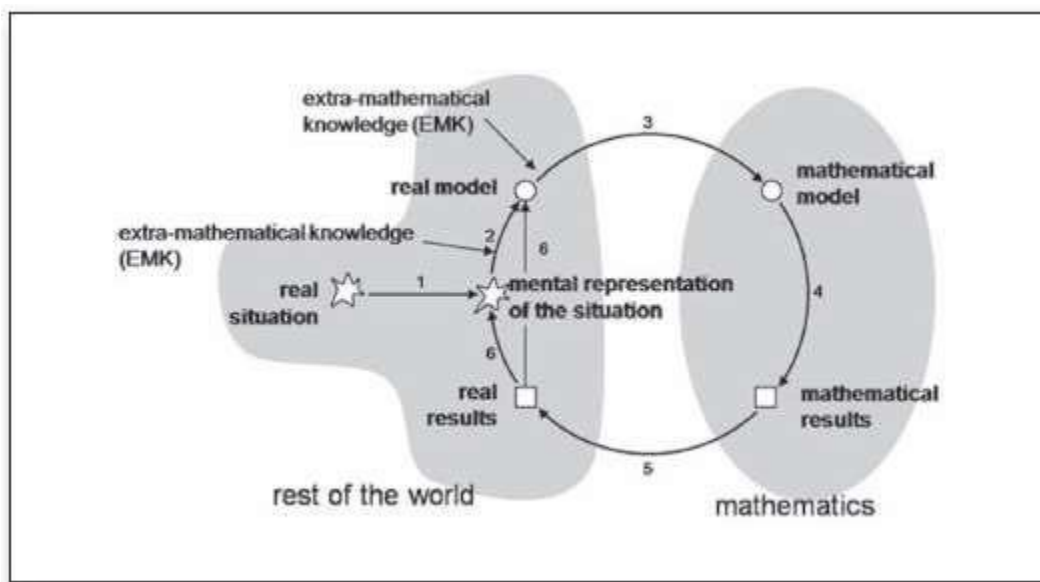 extra-mathematical
knowledge (EMK)
3
real model
mathematical
model
extra-mathematical knowledge
(EMK)
2
6
real
situation
1
mental representation
of the situation
4
6
real
results
mathematical
results
5
rest of the world
mathematics